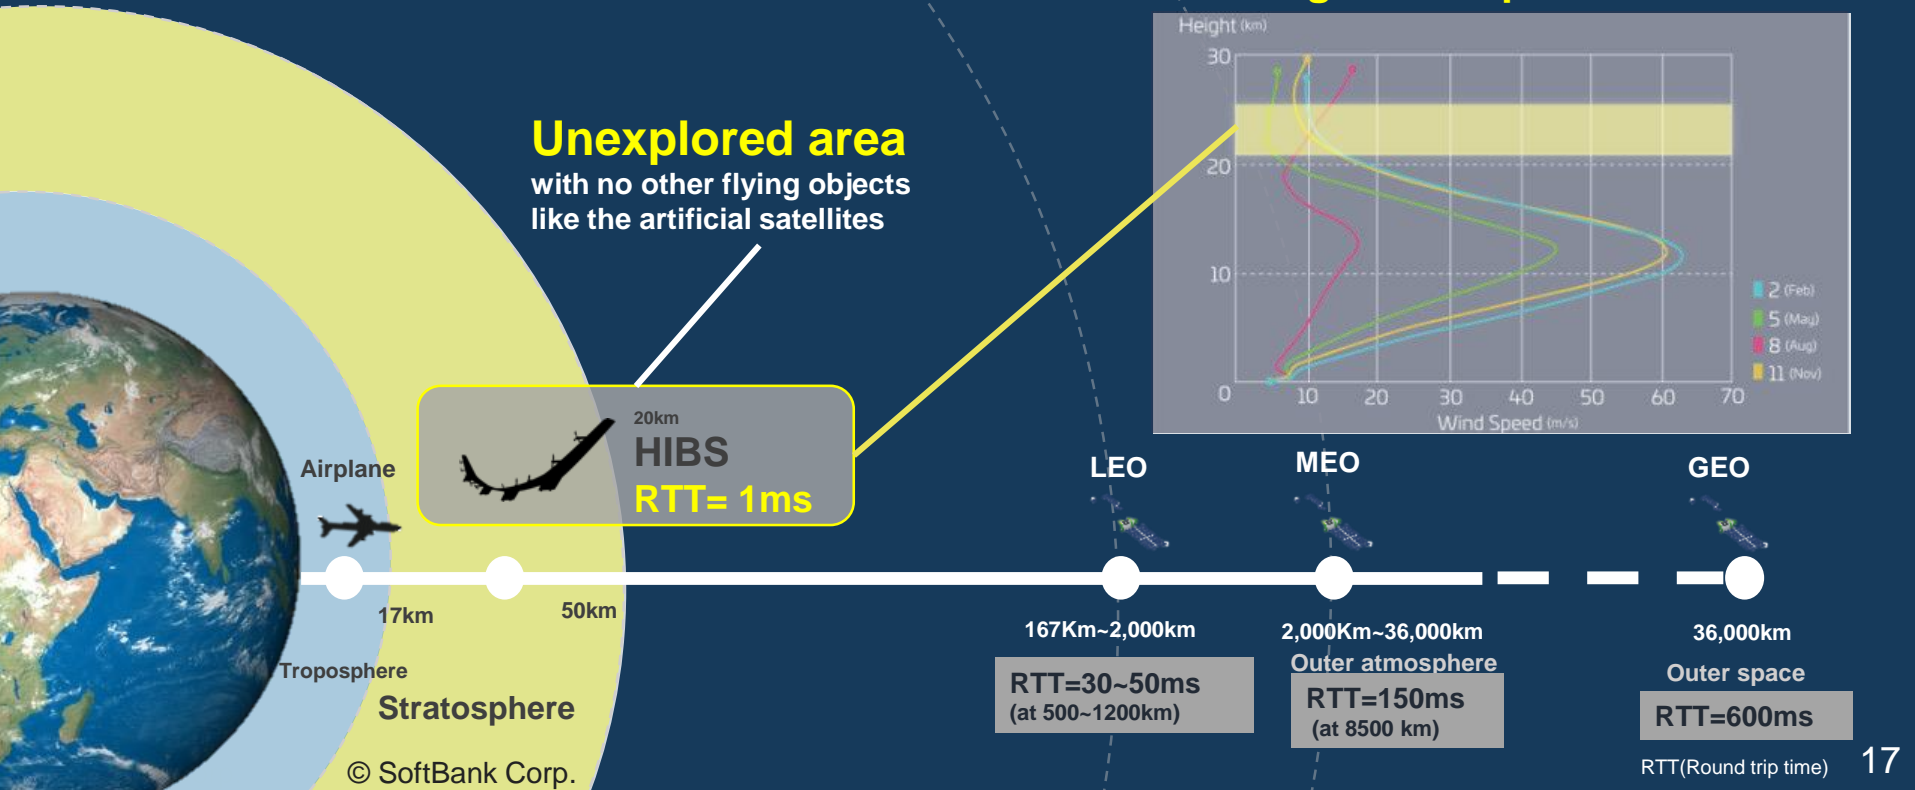 Height (km)
30
20
10
0
10
20
30
40
50
60
70
Wind Speed (m/s)
2 (Feb)
5 (May)
8 (Aug)
11 (Nov)
Unexplored area
with no other flying objects
like the artificial satellites
20km
HIBS
RTT= 1ms
Airplane
LEO
MEO
GEO
17km
50km
167Km~2,000km
2,000Km~36,000km
36,000km
Troposphere
Stratosphere
Outer atmosphere
Outer space
RTT=30~50ms
(at 500~1200km)
RTT=150ms
(at 8500 km)
RTT=600ms
© SoftBank Corp.
RTT(Round trip time)
17